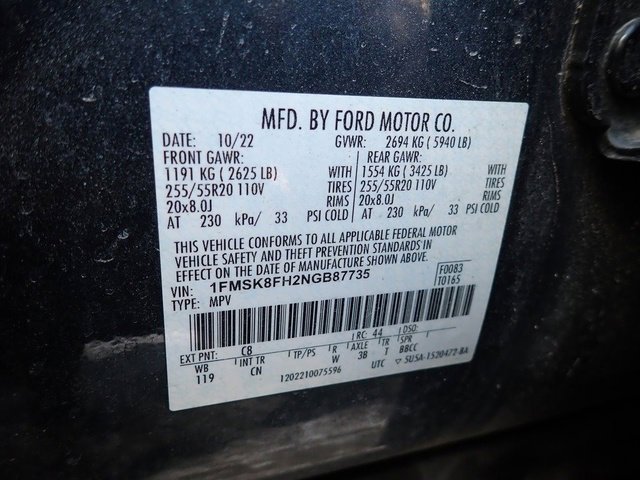 MFD. BY FORD MOTOR CO.
DATE: 10/22 GVWR: 2694 KG ( 5940 LB)
FRONT GAWR: REAR GAWR:
1191 KG ( 2625 LB) WITH 1554 KG ( 3425 LB) WITH
255/55R20 110V TIRES 255/55R20 110V TIRES
20x8.0J RIMS 20x8.0J RIMS
AT 230 kPa/ 33 PSI COLD AT 230 kPa/ 33 PSI COLD
THIS VEHICLE CONFORMS TO ALL APPLICABLE FEDERAL MOTOR
VEHICLE SAFETY AND THEFT PREVENTION STANDARDS IN
EFFECT ON THE DATE OF MANUFACTURE SHOWN ABOVE.
VIN: 1FMSK8FH2NGB87735 F0083
TYPE: MPV T0165
EXT PNT: CB RC: 44 DSO:
WB INT TR TP/PS R AXLE TR SPR
119 CN W 3B T BBCC
1202210075596 UTC ▽ 5U5A-1520472-BA